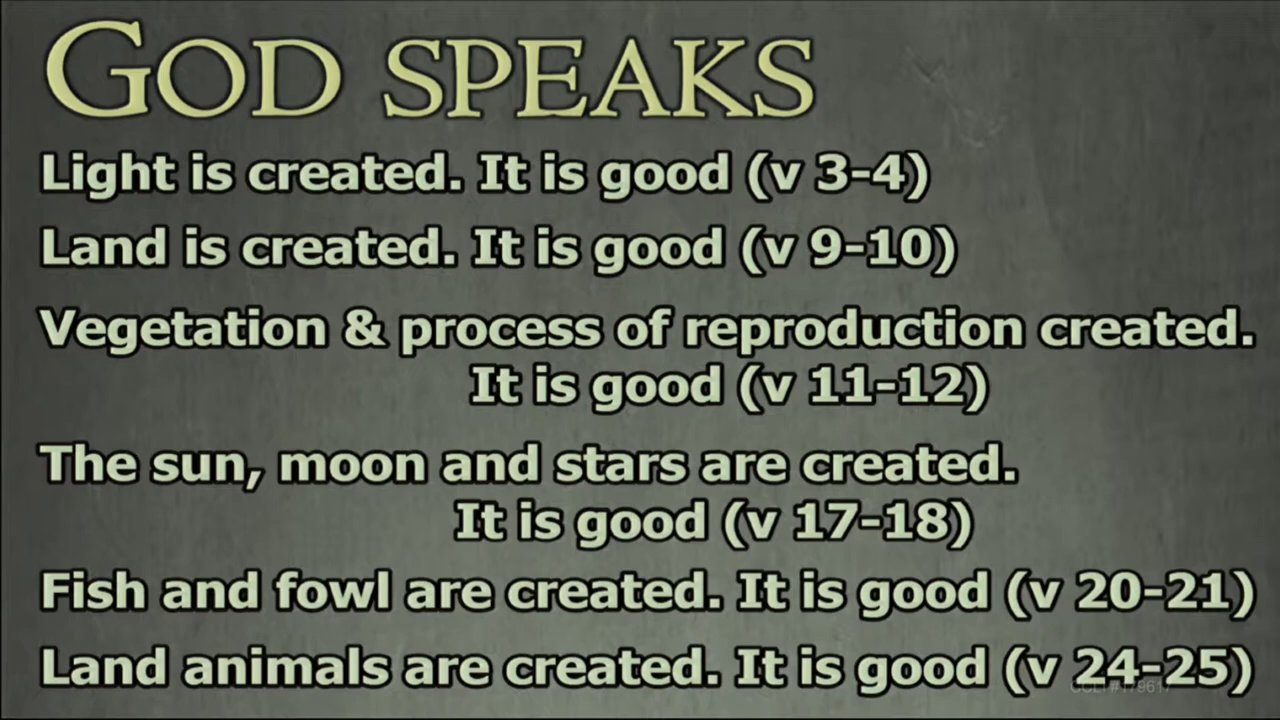 GOD SPEAKS
Light is created. It is good (v 3-4)
Land is created. It is good (v 9-10)
Vegetation & process of reproduction created.
It is good (v 11-12)
The sun, moon and stars are created.
It is good (v 17-18)
Fish and fowl are created. It is good (v 20-21)
Land animals are created. It is good (v 24-25)